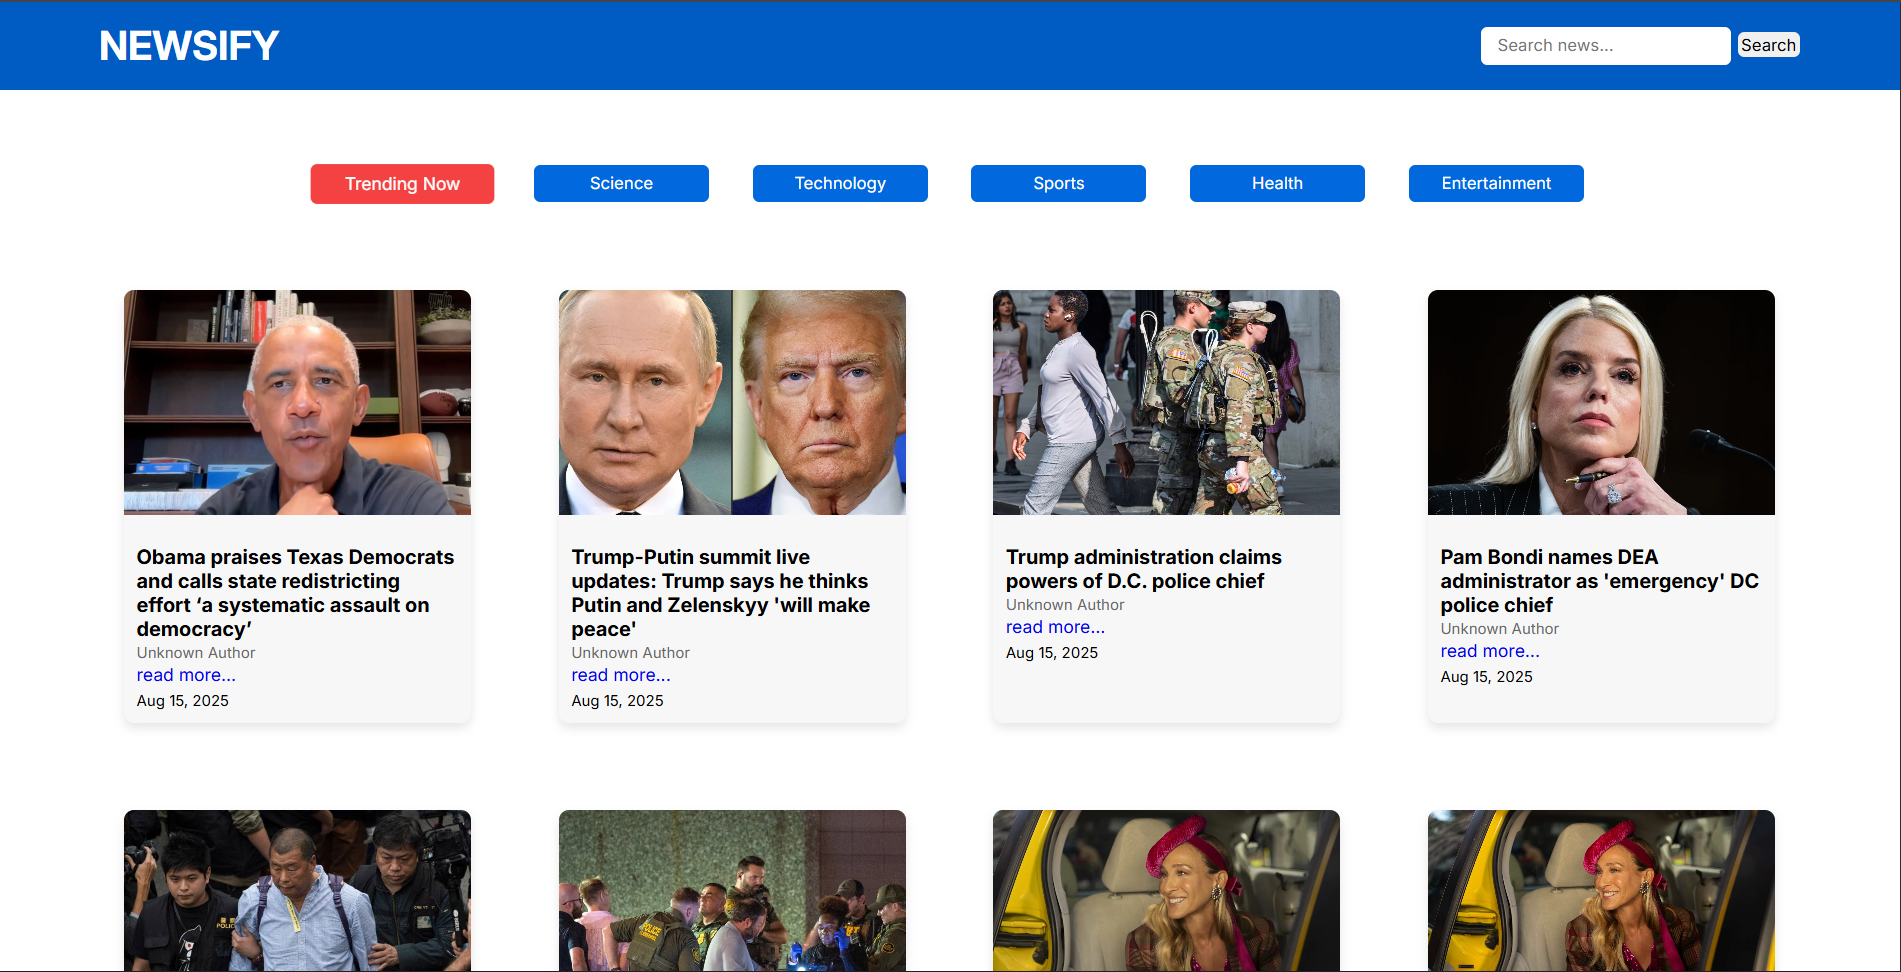 NEWSIFY
Search news...
Search
Trending Now
Science
Technology
Sports
Health
Entertainment
Obama praises Texas Democrats
and calls state redistricting
effort ‘a systematic assault on
democracy’
Unknown Author
read more...
Aug 15, 2025
Trump-Putin summit live
updates: Trump says he thinks
Putin and Zelenskyy 'will make
peace'
Unknown Author
read more...
Aug 15, 2025
Trump administration claims
powers of D.C. police chief
Unknown Author
read more...
Aug 15, 2025
Pam Bondi names DEA
administrator as 'emergency' DC
police chief
Unknown Author
read more...
Aug 15, 2025